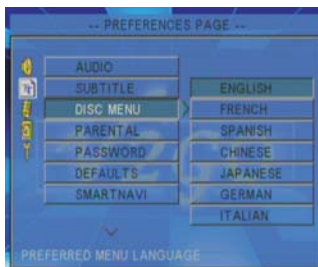 -- PREFERENCES PAGE --
AUDIO
SUBTITLE
DISC MENU
PARENTAL
PASSWORD
DEFAULTS
SMARTNAVI
ENGLISH
FRENCH
SPANISH
CHINESE
JAPANESE
GERMAN
ITALIAN
PREFERRED MENU LANGUAGE